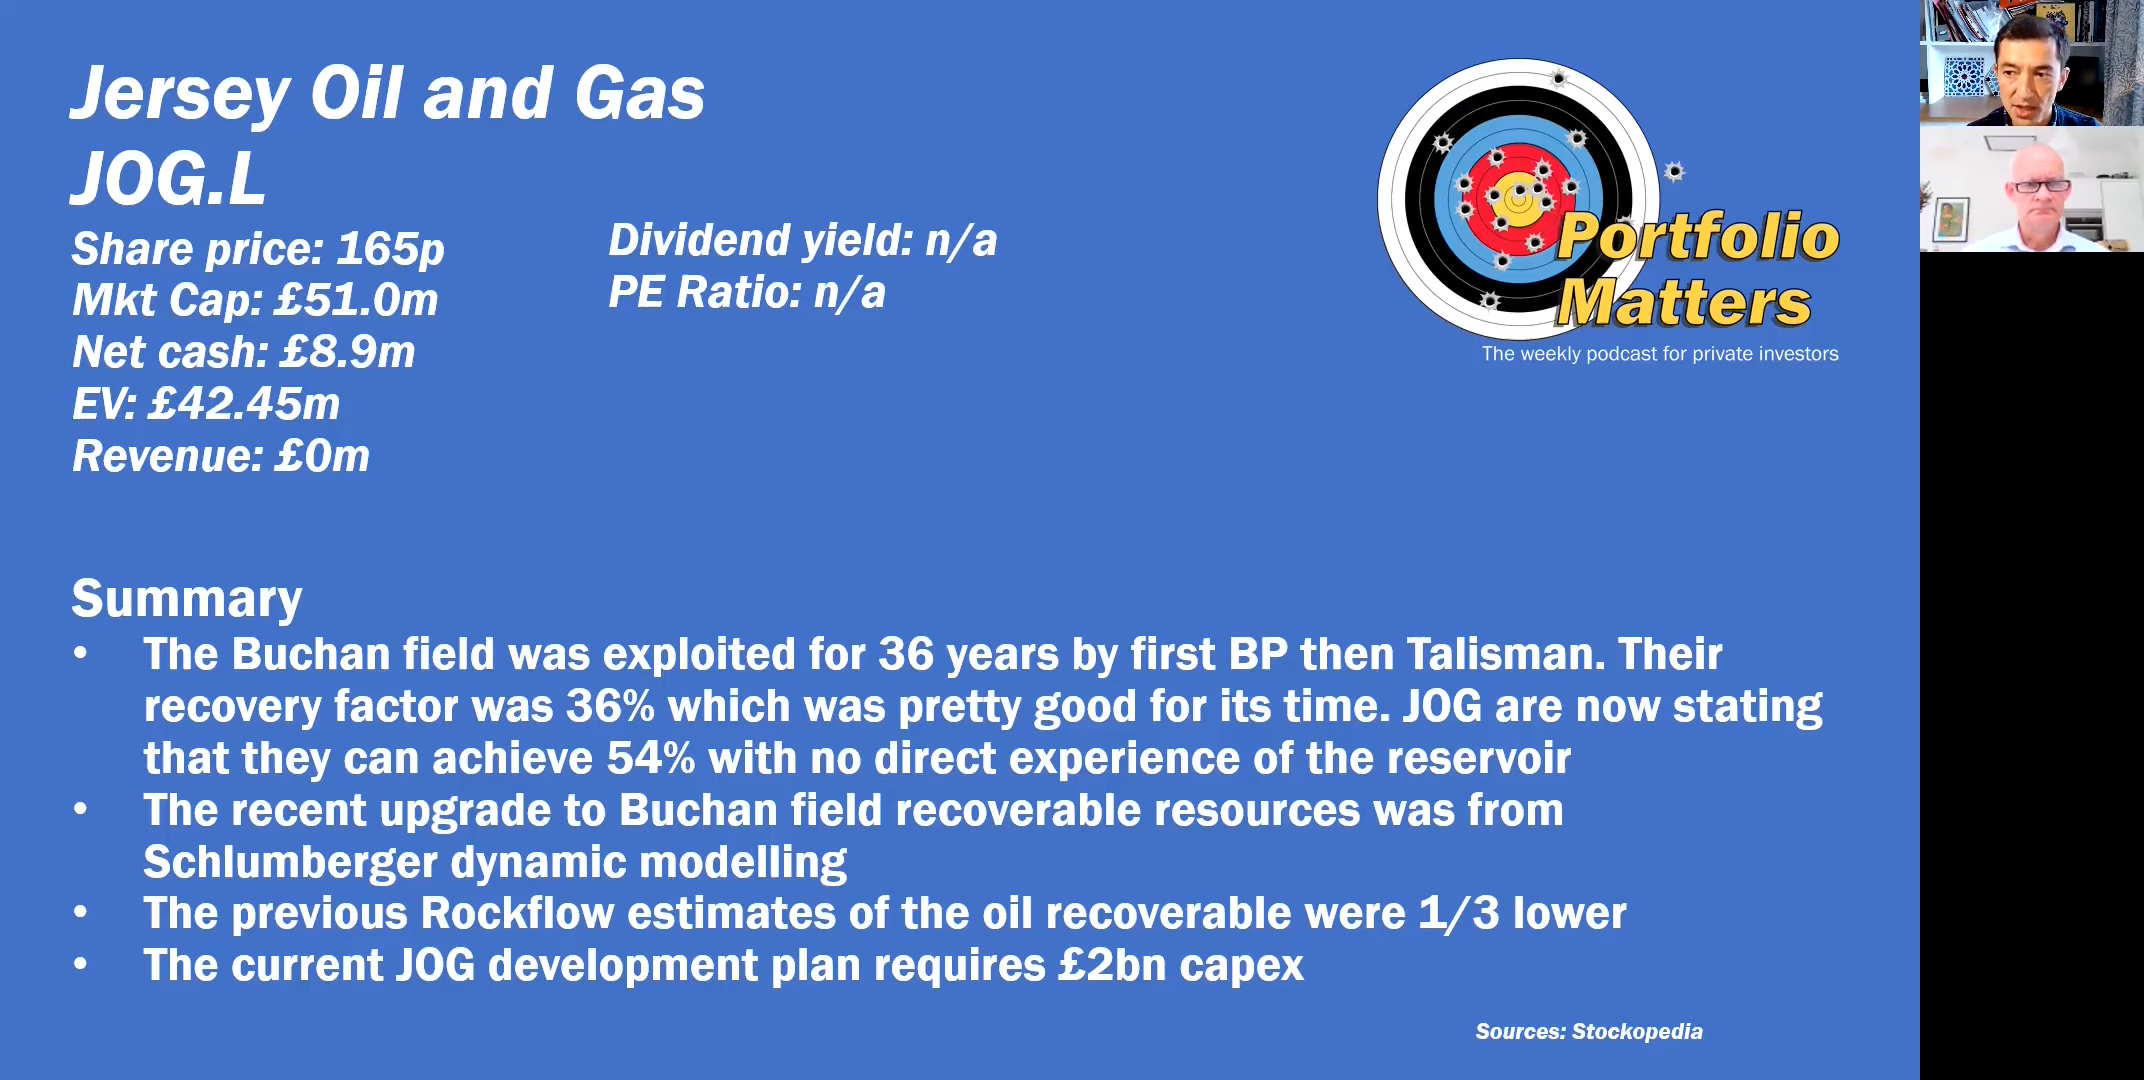 Jersey Oil and Gas
JOG.L
Share price: 165p
Mkt Cap: £51.0m
Net cash: £8.9m
EV: £42.45m
Revenue: £0m
Dividend yield: n/a
PE Ratio: n/a
Portfolio
Matters
The weekly podcast for private investors
Summary
• The Buchan field was exploited for 36 years by first BP then Talisman. Their
recovery factor was 36% which was pretty good for its time. JOG are now stating
that they can achieve 54% with no direct experience of the reservoir
• The recent upgrade to Buchan field recoverable resources was from
Schlumberger dynamic modelling
• The previous Rockflow estimates of the oil recoverable were 1/3 lower
• The current JOG development plan requires £2bn capex
Sources: Stockopedia